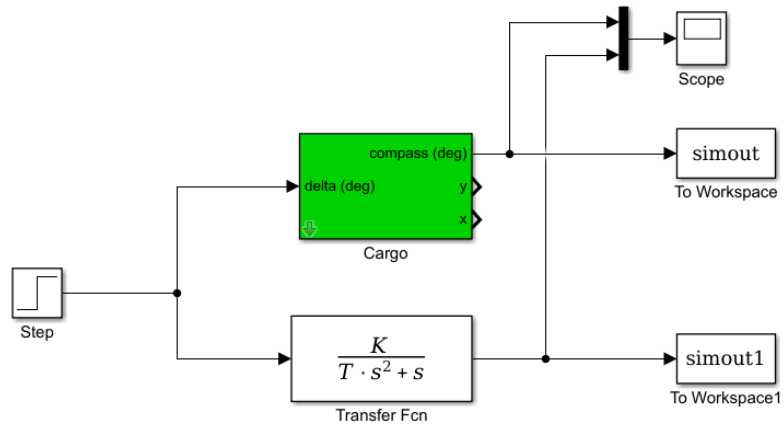 Scope
compass (deg)
simout
To Workspace
delta (deg)
y
x
Cargo
Step
K
T · s² + s
simout1
Transfer Fcn
To Workspace1